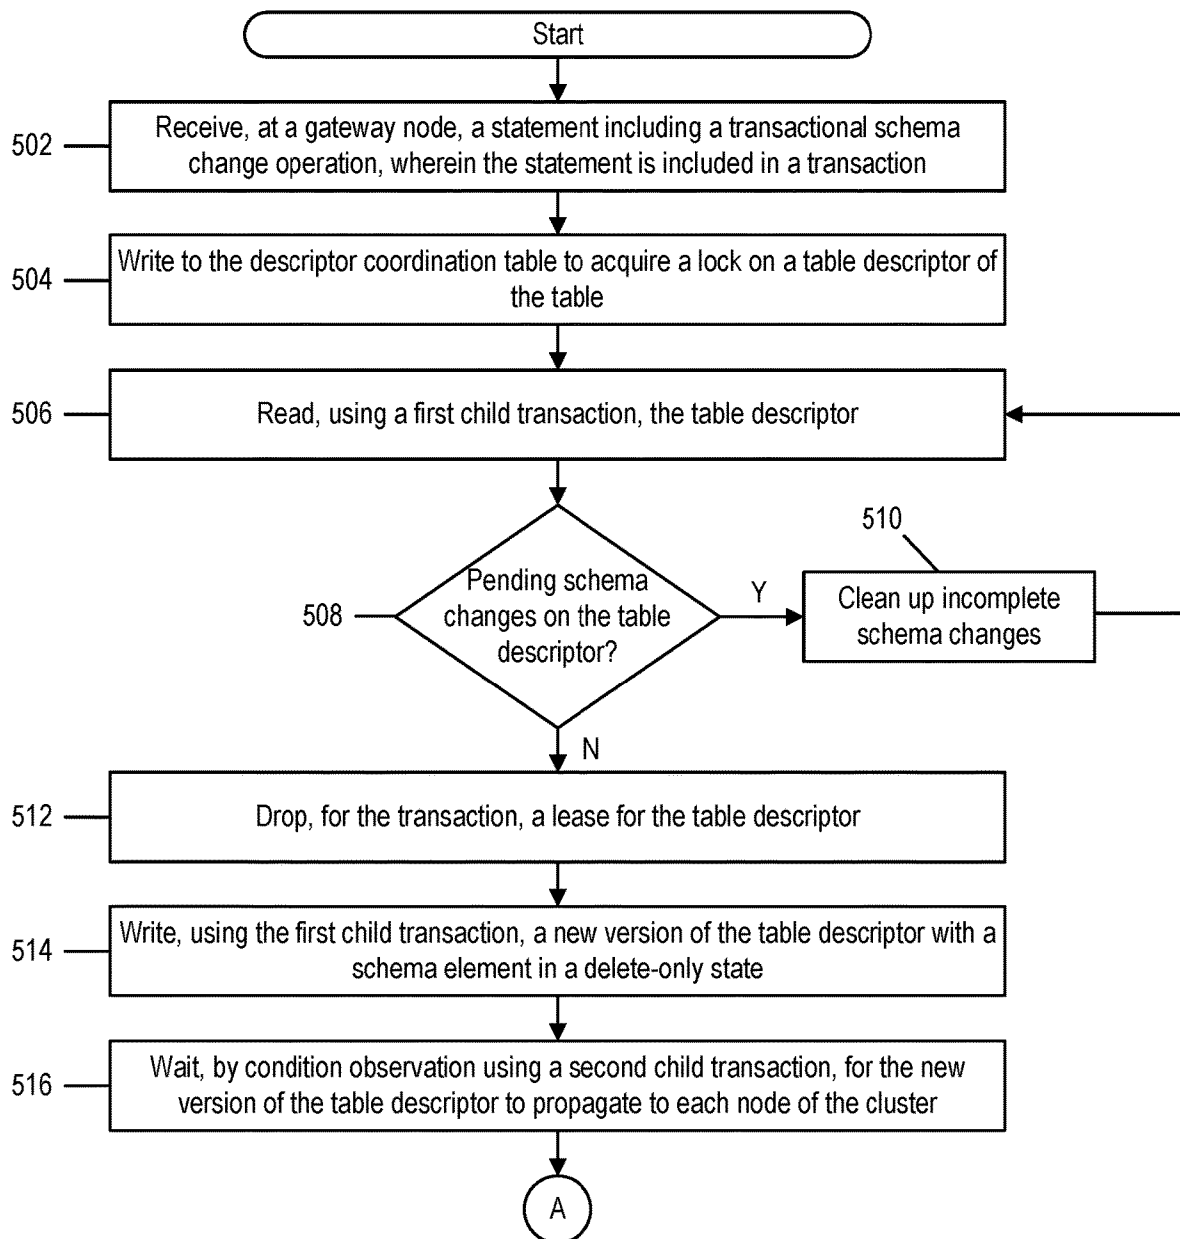 Start
502
Receive, at a gateway node, a statement including a transactional schema
change operation, wherein the statement is included in a transaction
504
Write to the descriptor coordination table to acquire a lock on a table descriptor of
the table
506
Read, using a first child transaction, the table descriptor
508
Pending schema
changes on the table
descriptor?
Y
510
Clean up incomplete
schema changes
N
512
Drop, for the transaction, a lease for the table descriptor
514
Write, using the first child transaction, a new version of the table descriptor with a
schema element in a delete-only state
516
Wait, by condition observation using a second child transaction, for the new
version of the table descriptor to propagate to each node of the cluster
A